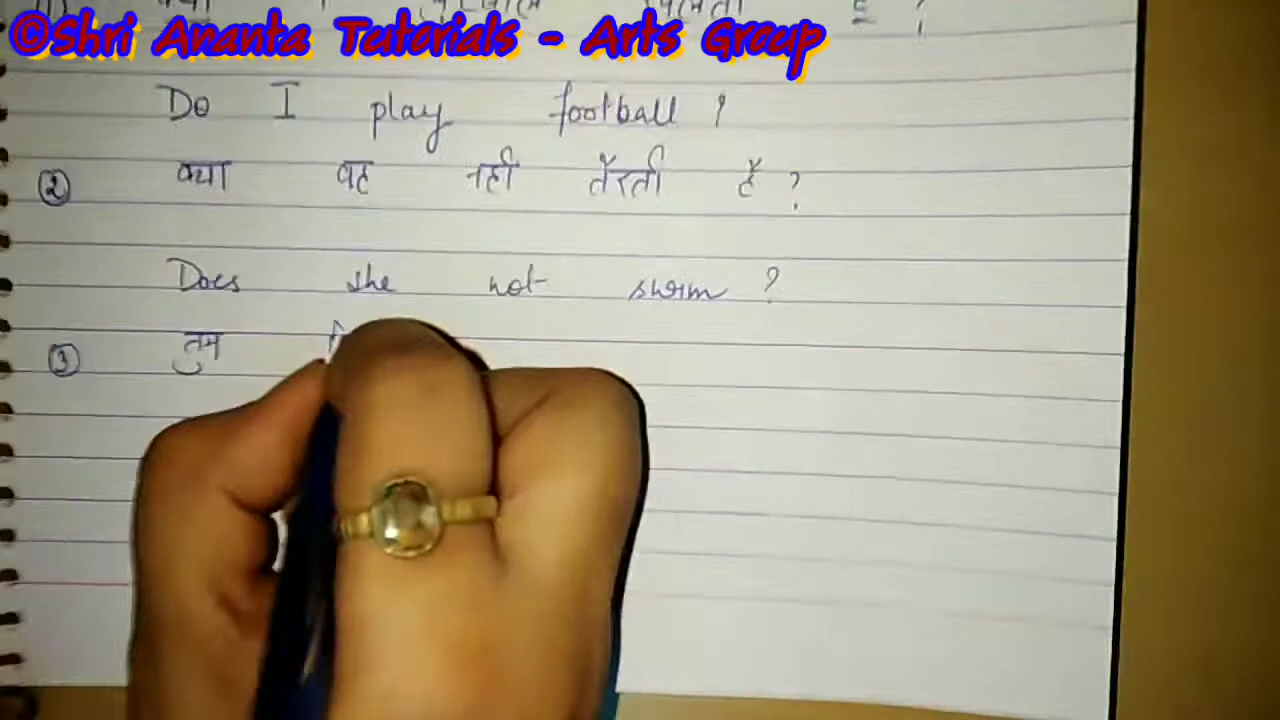 ©Shri Ananta Tutorials - Arts Group
Do I play football ?
② क्या वह नहीं तैरती है ?
Does she not swim ?
③ तुम